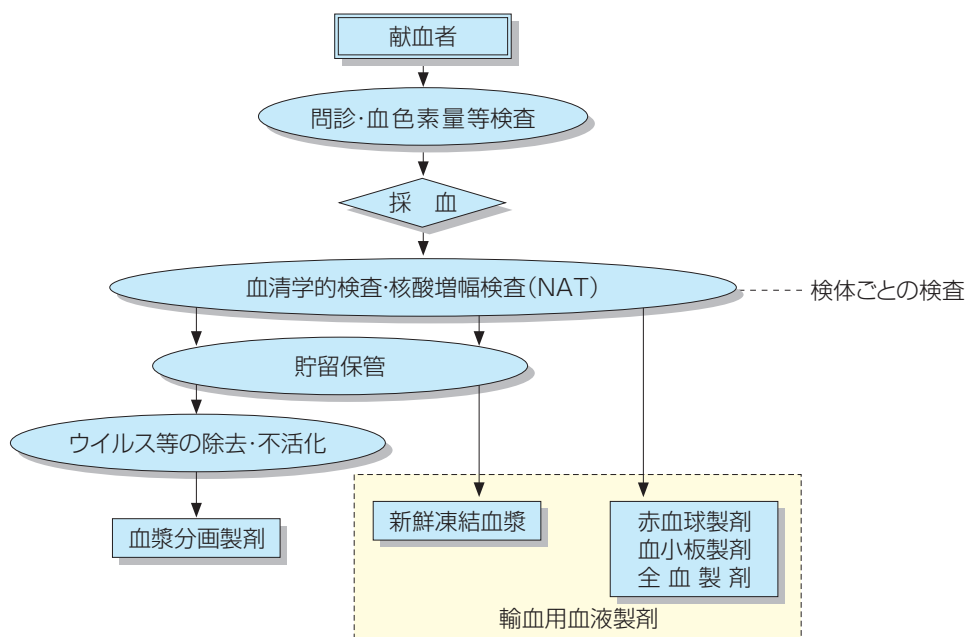 献血者
問診・血色素量等検査
採 血
血清学的検査・核酸増幅検査(NAT)
検体ごとの検査
貯留保管
ウイルス等の除去・不活化
血漿分画製剤
新鮮凍結血漿
赤血球製剤
血小板製剤
全血製剤
輸血用血液製剤